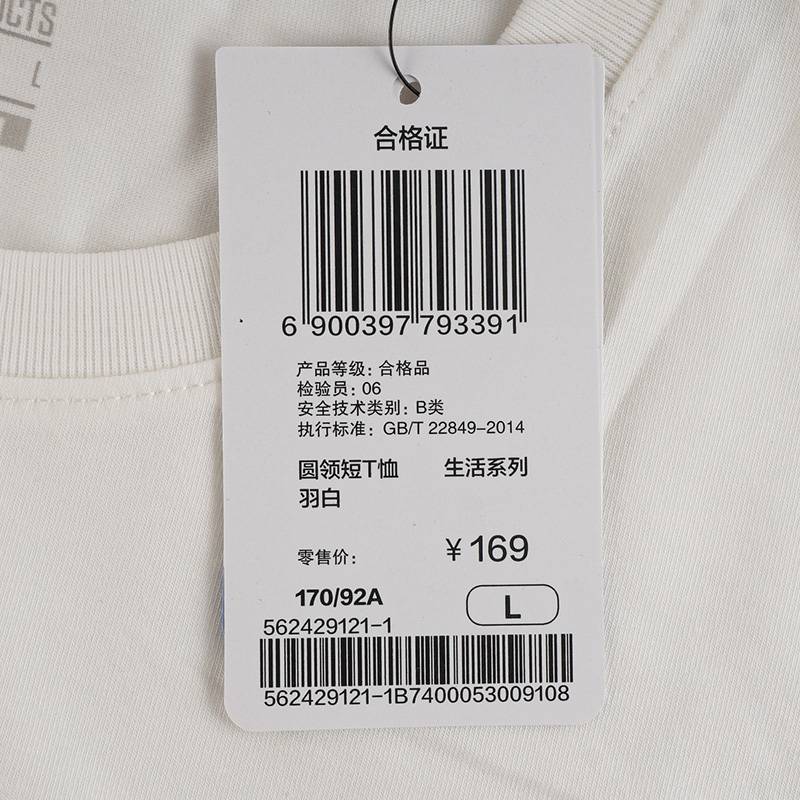 L
合格证
6 900397 793391
产品等级: 合格品
检验员: 06
安全技术类别: B类
执行标准: GB/T 22849-2014
圆领短T恤 生活系列
羽白
零售价: ¥169
170/92A L
562429121-1
562429121-1B7400053009108